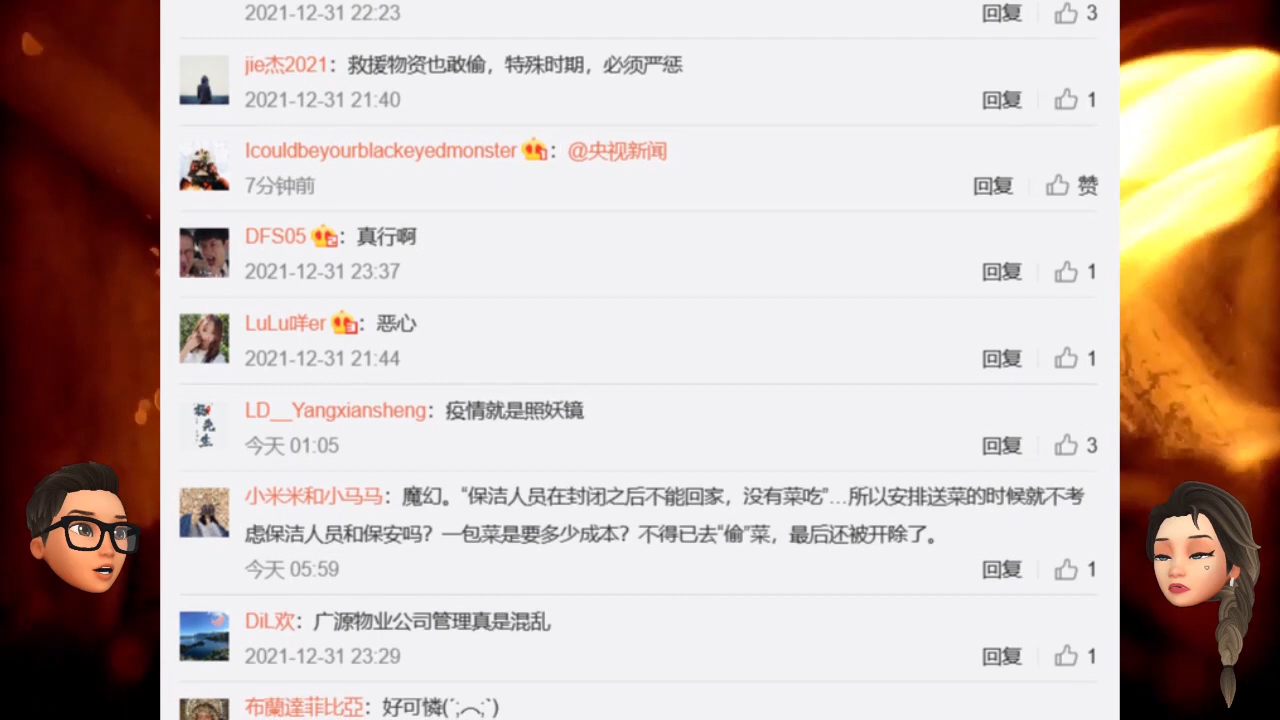 2021-12-31 22:23 回复 3
jie杰2021：救援物资也敢偷，特殊时期，必须严惩
2021-12-31 21:40 回复 1
Icouldbeyourblackeyedmonster：@央视新闻
7分钟前 回复 赞
DFS05：真行啊
2021-12-31 23:37 回复 1
LuLu咩er：恶心
2021-12-31 21:44 回复 1
LD__Yangxiansheng：疫情就是照妖镜
今天 01:05 回复 3
小米米和小马马：魔幻。“保洁人员在封闭之后不能回家，没有菜吃”…所以安排送菜的时候就不考
虑保洁人员和保安吗？一包菜是要多少成本？不得已去“偷”菜，最后还被开除了。
今天 05:59 回复 1
DiL欢：广源物业公司管理真是混乱
2021-12-31 23:29 回复 1
布蘭達菲比亞：好可憐(´;︵;`)